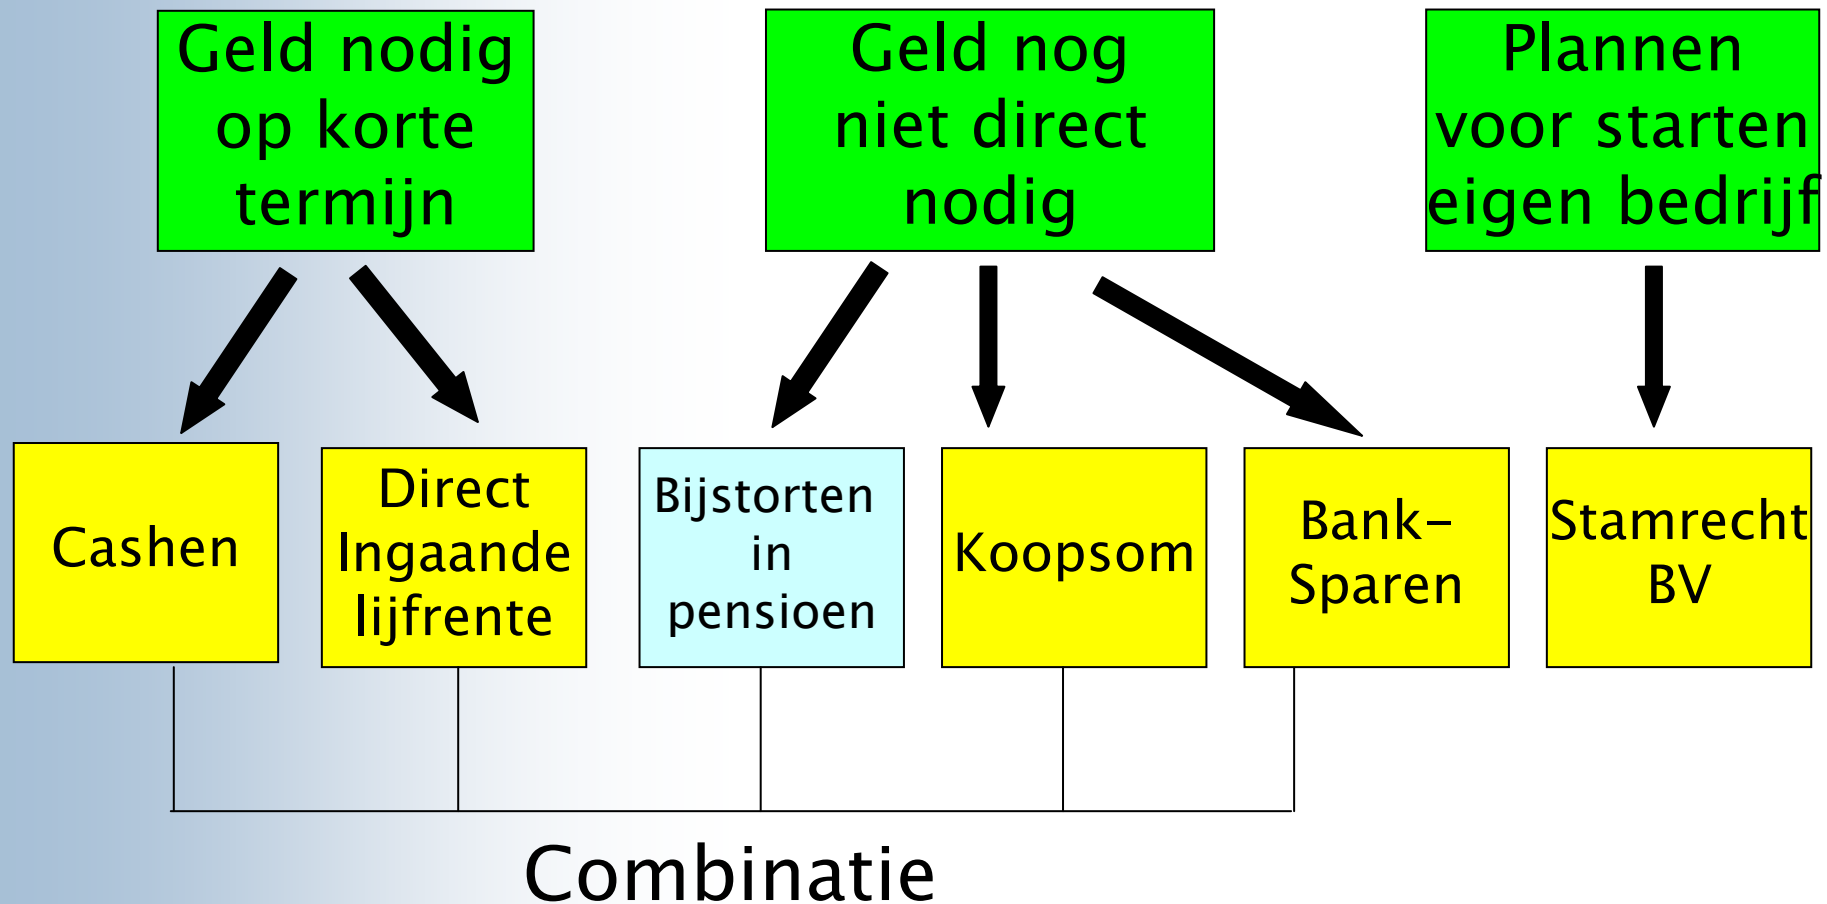 Geld nodig
op korte
termijn
Geld nog
niet direct
nodig
Plannen
voor starten
eigen bedrijf
Cashen
Direct
Ingaande
lijfrente
Bijstorten
in
pensioen
Koopsom
Bank-
Sparen
Stamrecht
BV
Combinatie